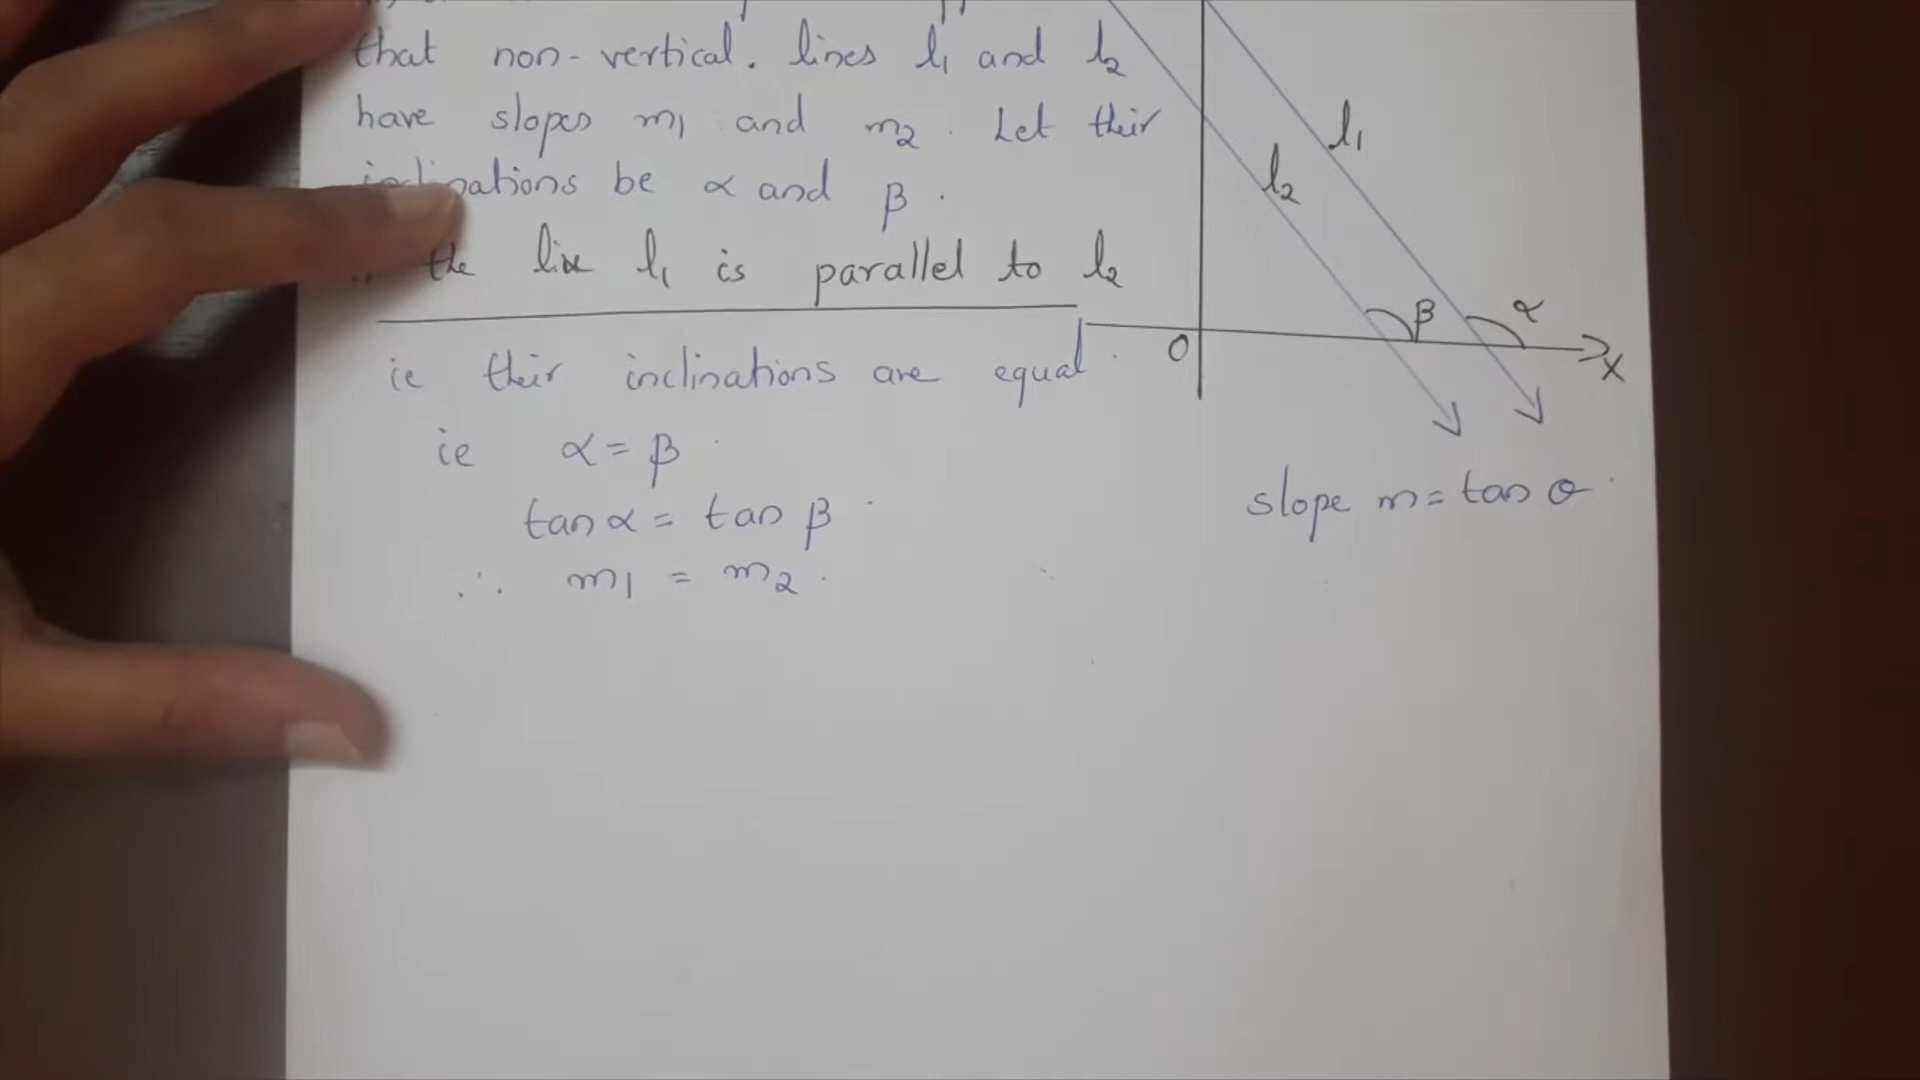 that non-vertical. lines l1 and l2
have slopes m1 and m2. Let their
inclinations be α and β.
the line l1 is parallel to l2
ie their inclinations are equal.
ie α = β
tan α = tan β
∴ m1 = m2.
l1
l2
β
α
O
X
slope m = tan θ